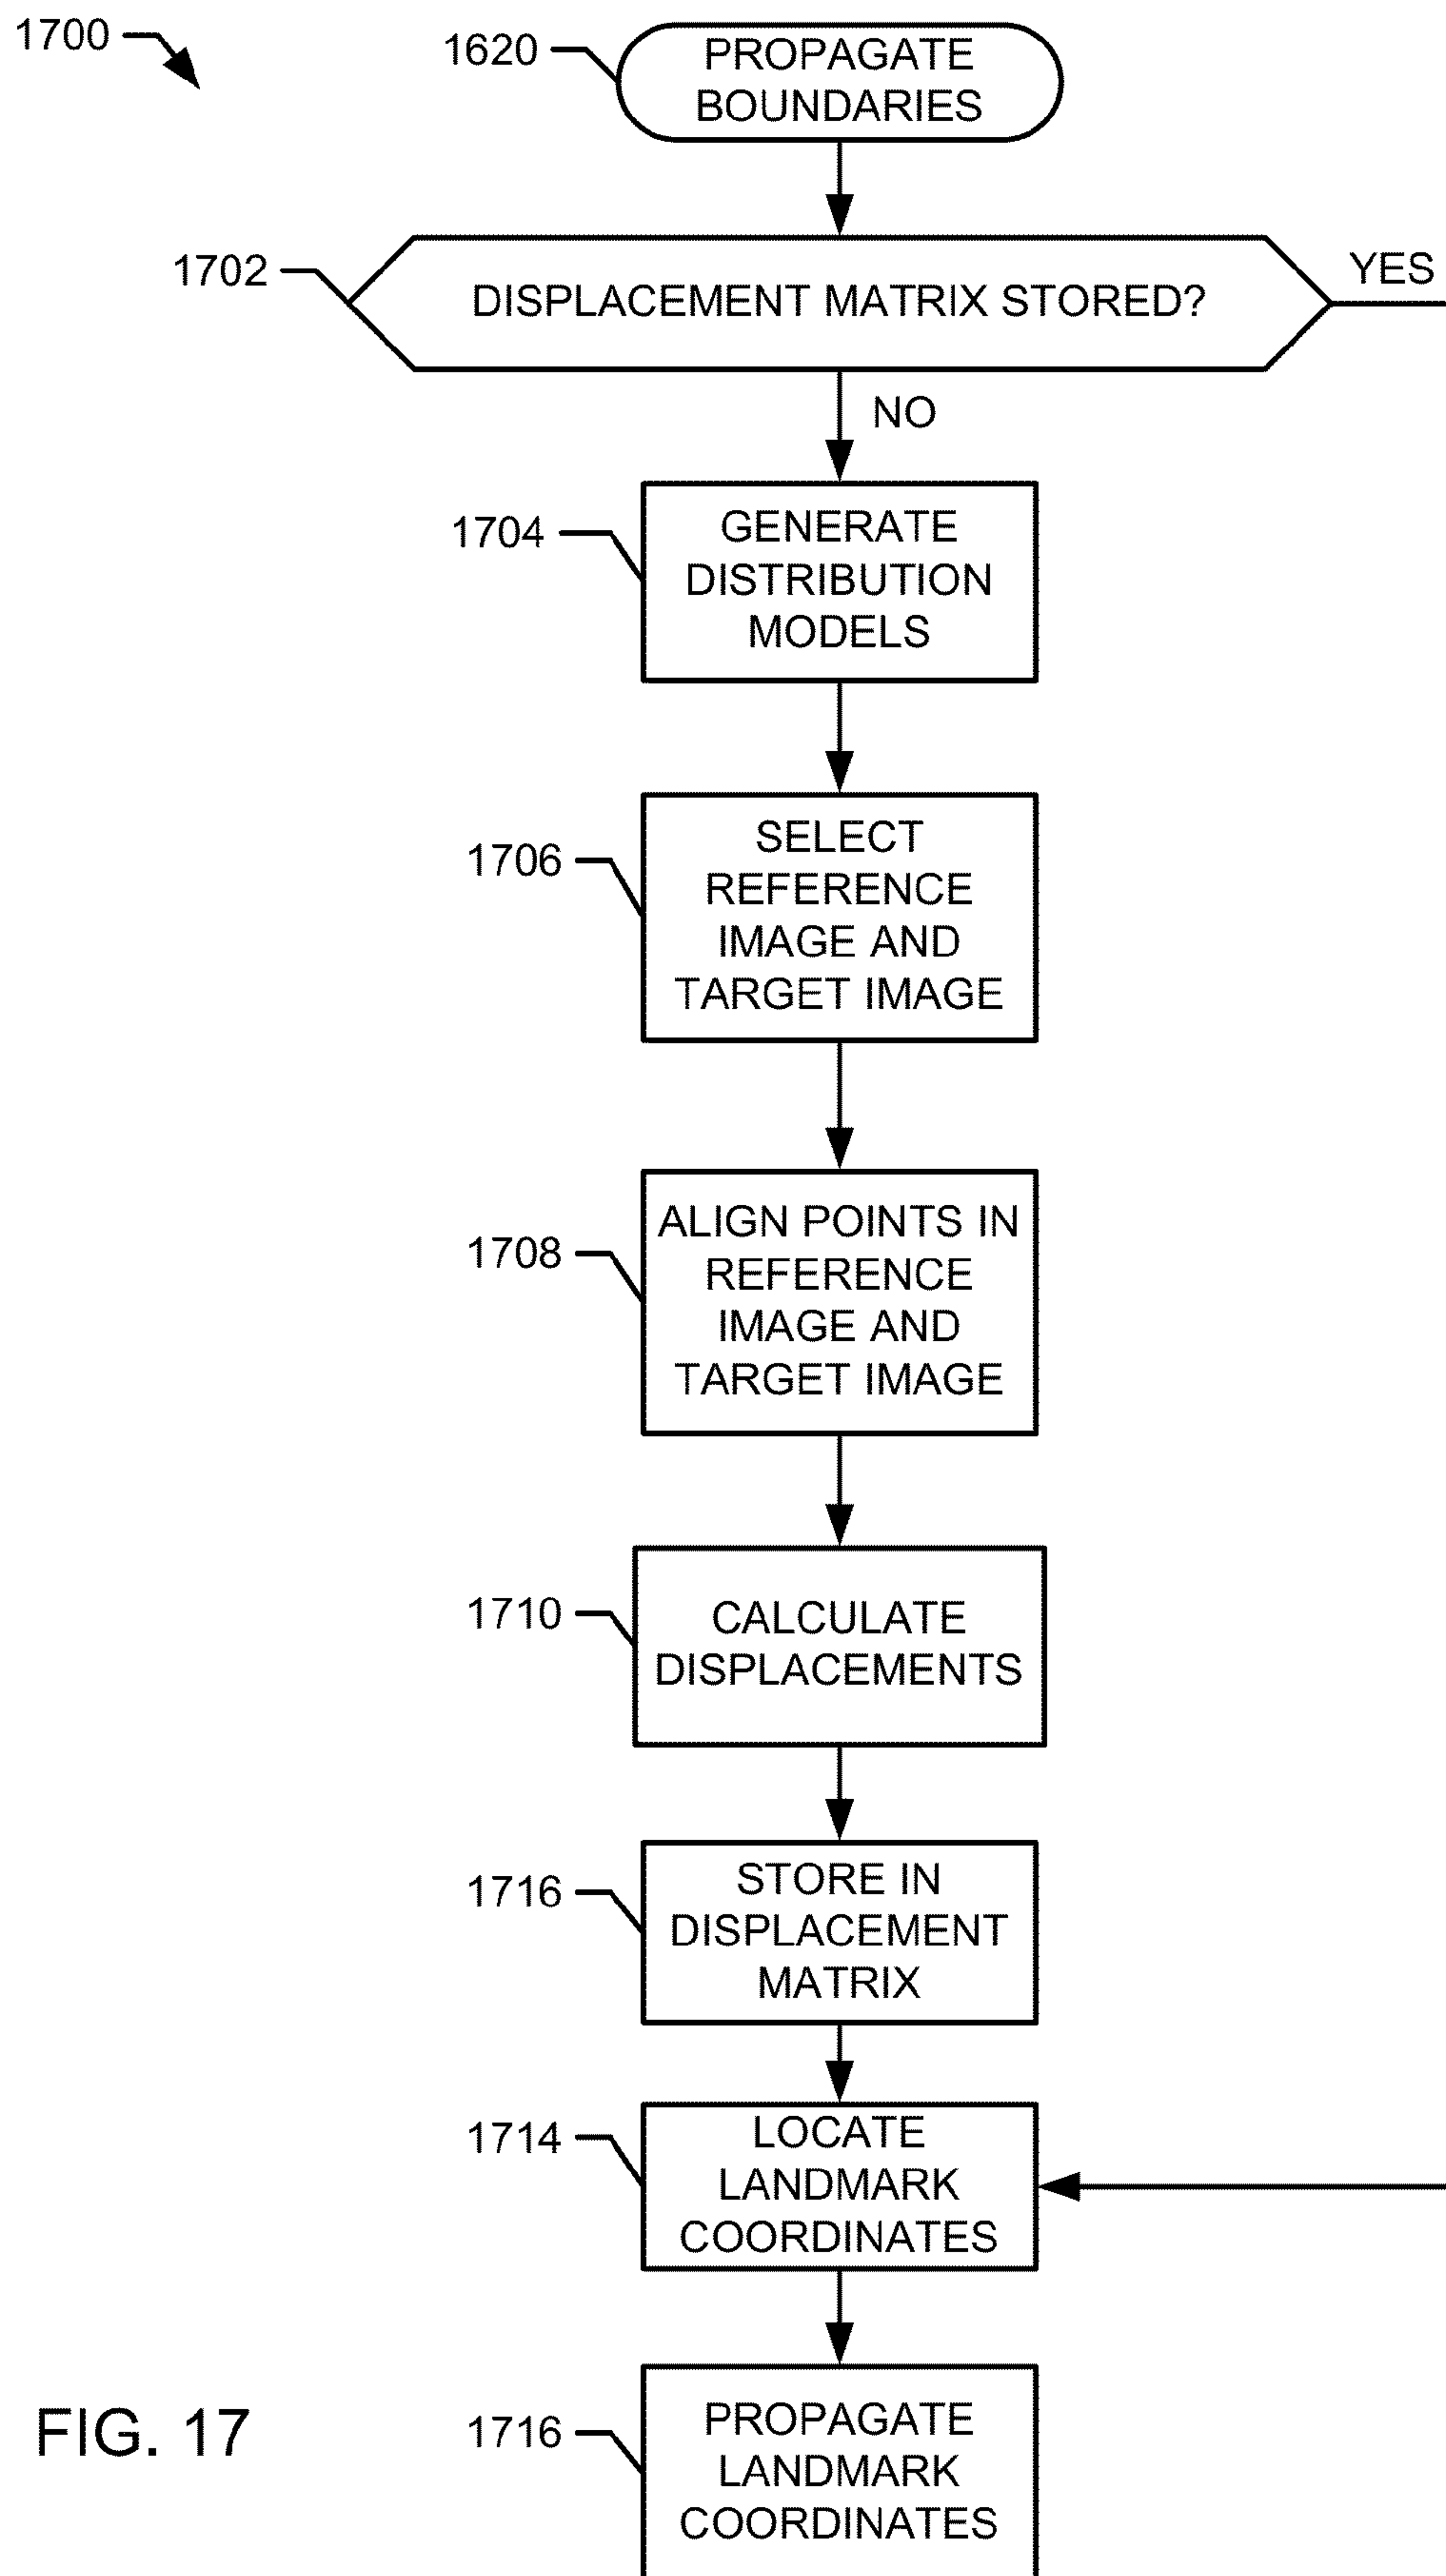 1700
1620
PROPAGATE
BOUNDARIES
1702
DISPLACEMENT MATRIX STORED?
YES
NO
1704
GENERATE
DISTRIBUTION
MODELS
1706
SELECT
REFERENCE
IMAGE AND
TARGET IMAGE
1708
ALIGN POINTS IN
REFERENCE
IMAGE AND
TARGET IMAGE
1710
CALCULATE
DISPLACEMENTS
1716
STORE IN
DISPLACEMENT
MATRIX
1714
LOCATE
LANDMARK
COORDINATES
1716
PROPAGATE
LANDMARK
COORDINATES
FIG. 17